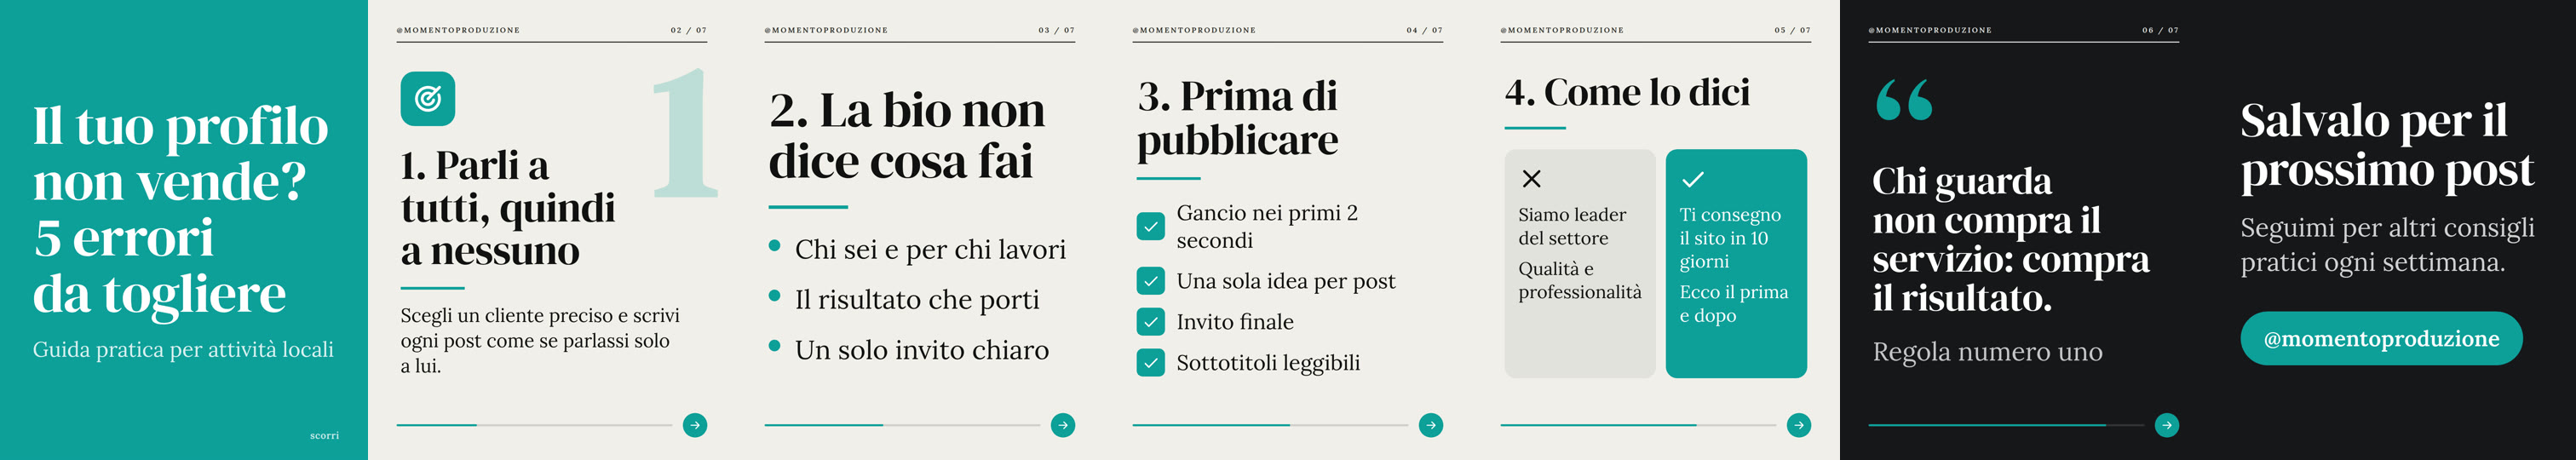 Il tuo profilo
non vende?
5 errori
da togliere
Guida pratica per attività locali
scorri
@MOMENTOPRODUZIONE
02 / 07
1
1. Parli a
tutti, quindi
a nessuno
Scegli un cliente preciso e scrivi
ogni post come se parlassi solo
a lui.
@MOMENTOPRODUZIONE
03 / 07
2. La bio non
dice cosa fai
Chi sei e per chi lavori
Il risultato che porti
Un solo invito chiaro
@MOMENTOPRODUZIONE
04 / 07
3. Prima di
pubblicare
Gancio nei primi 2
secondi
Una sola idea per post
Invito finale
Sottotitoli leggibili
@MOMENTOPRODUZIONE
05 / 07
4. Come lo dici
Siamo leader
del settore
Qualità e
professionalità
Ti consegno
il sito in 10
giorni
Ecco il prima
e dopo
@MOMENTOPRODUZIONE
06 / 07
“
Chi guarda
non compra il
servizio: compra
il risultato.
Regola numero uno
Salvalo per il
prossimo post
Seguimi per altri consigli
pratici ogni settimana.
@momentoproduzione